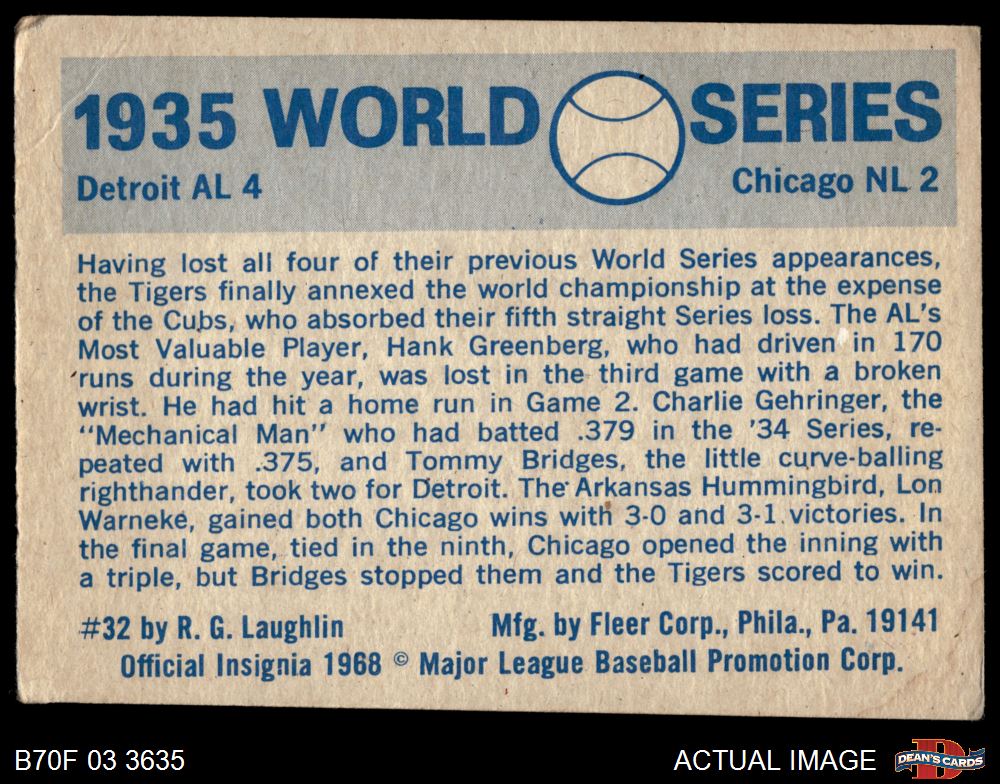 1935 WORLD SERIES
Detroit AL 4 Chicago NL 2
Having lost all four of their previous World Series appearances,
the Tigers finally annexed the world championship at the expense
of the Cubs, who absorbed their fifth straight Series loss. The AL's
Most Valuable Player, Hank Greenberg, who had driven in 170
runs during the year, was lost in the third game with a broken
wrist. He had hit a home run in Game 2. Charlie Gehringer, the
"Mechanical Man" who had batted .379 in the '34 Series, re-
peated with .375, and Tommy Bridges, the little curve-balling
righthander, took two for Detroit. The Arkansas Hummingbird, Lon
Warneke, gained both Chicago wins with 3-0 and 3-1 victories. In
the final game, tied in the ninth, Chicago opened the inning with
a triple, but Bridges stopped them and the Tigers scored to win.
#32 by R. G. Laughlin Mfg. by Fleer Corp., Phila., Pa. 19141
Official Insignia 1968 © Major League Baseball Promotion Corp.
B70F 03 3635 ACTUAL IMAGE DEAN'S CARDS